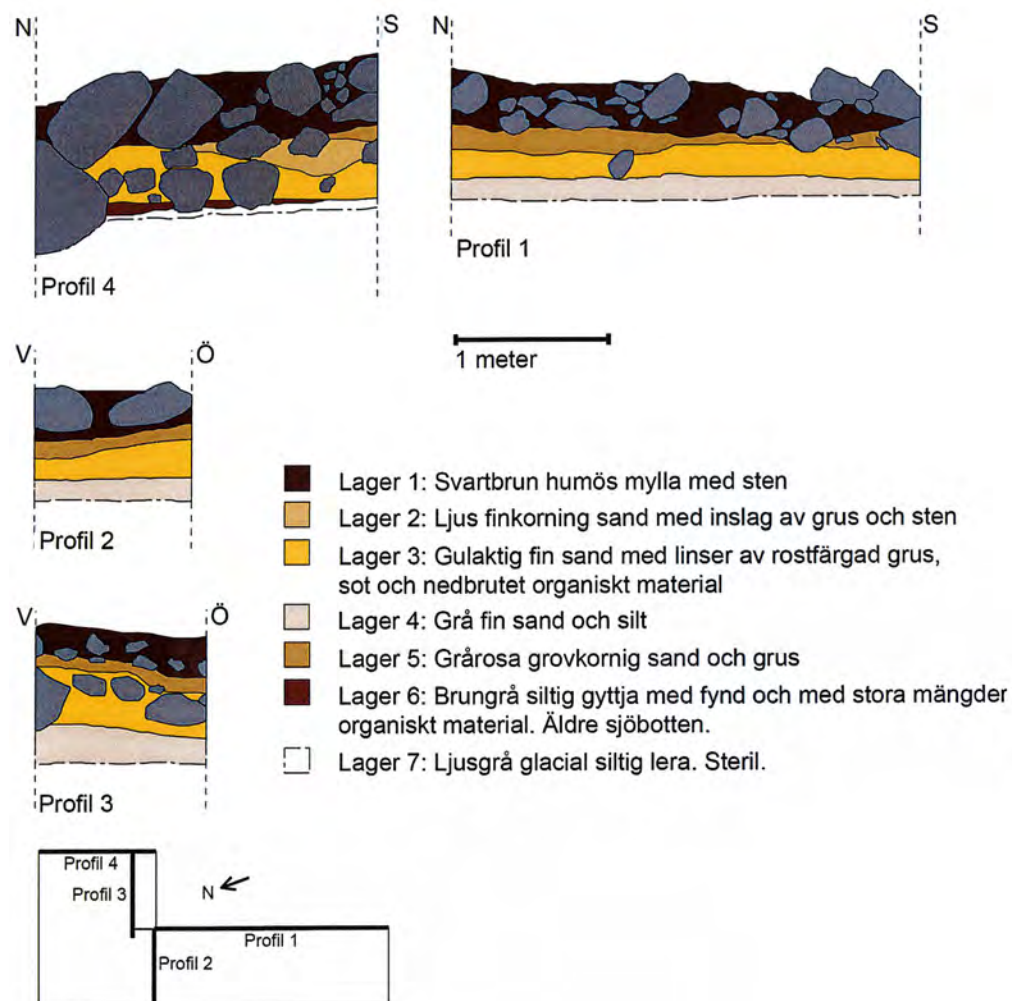 N
S
N
S
Profil 4
Profil 1
1 meter
V
Ö
Profil 2
V
Ö
Profil 3
Lager 1: Svartbrun humös mylla med sten
Lager 2: Ljus finkorning sand med inslag av grus och sten
Lager 3: Gulaktig fin sand med linser av rostfärgad grus,
sot och nedbrutet organiskt material
Lager 4: Grå fin sand och silt
Lager 5: Grårosa grovkornig sand och grus
Lager 6: Brungrå siltig gyttja med fynd och med stora mängder
organiskt material. Äldre sjöbotten.
Lager 7: Ljusgrå glacial siltig lera. Steril.
Profil 4
Profil 3
N
Profil 1
Profil 2